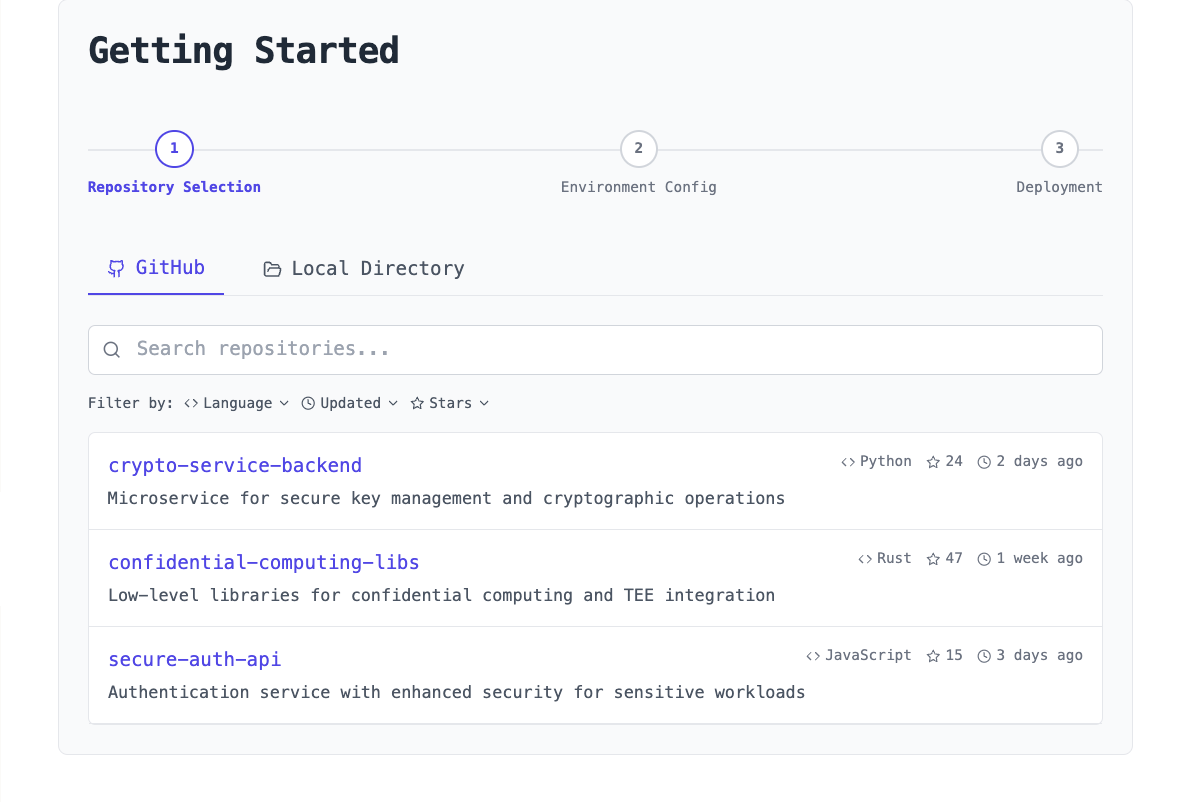 Getting Started
1
2
3
Repository Selection
Environment Config
Deployment
GitHub
Local Directory
Search repositories...
Filter by: Language Updated Stars
crypto-service-backend
Python 24 2 days ago
Microservice for secure key management and cryptographic operations
confidential-computing-libs
Rust 47 1 week ago
Low-level libraries for confidential computing and TEE integration
secure-auth-api
JavaScript 15 3 days ago
Authentication service with enhanced security for sensitive workloads